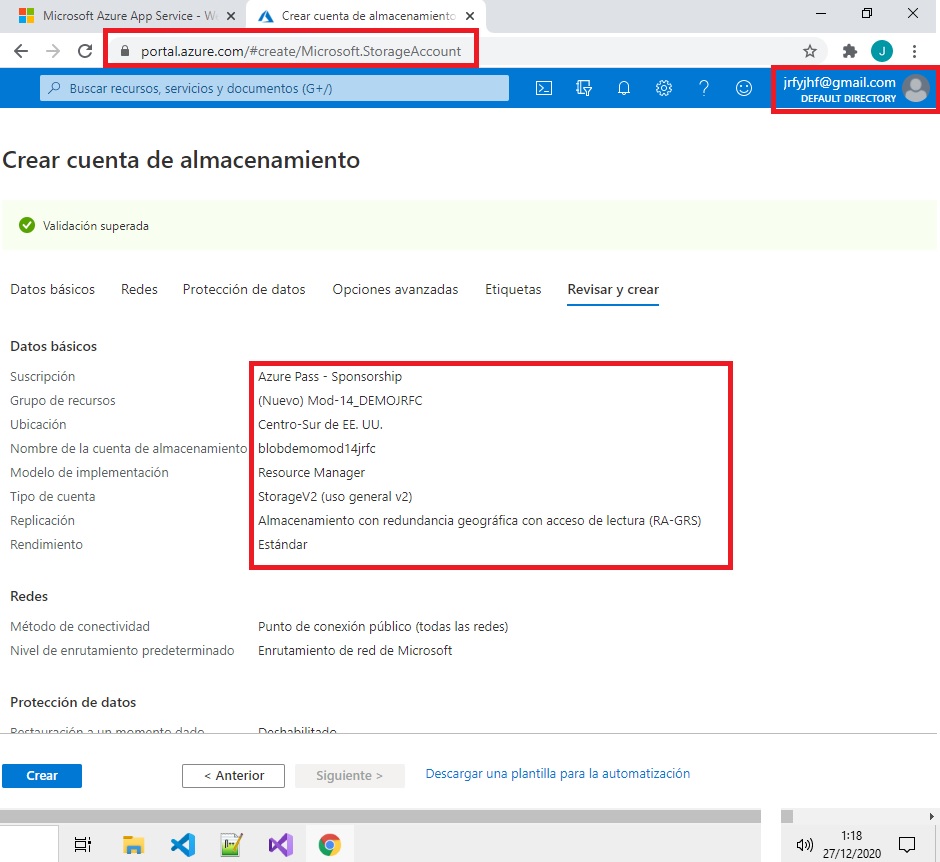 Microsoft Azure App Service - We
Crear cuenta de almacenamiento
portal.azure.com/#create/Microsoft.StorageAccount
J
Buscar recursos, servicios y documentos (G+/)
jrfyjhf@gmail.com
DEFAULT DIRECTORY
Crear cuenta de almacenamiento
Validación superada
Datos básicos Redes Protección de datos Opciones avanzadas Etiquetas Revisar y crear
Datos básicos
Suscripción Azure Pass - Sponsorship
Grupo de recursos (Nuevo) Mod-14_DEMOJRFC
Ubicación Centro-Sur de EE. UU.
Nombre de la cuenta de almacenamiento blobdemomod14jrfc
Modelo de implementación Resource Manager
Tipo de cuenta StorageV2 (uso general v2)
Replicación Almacenamiento con redundancia geográfica con acceso de lectura (RA-GRS)
Rendimiento Estándar
Redes
Método de conectividad Punto de conexión público (todas las redes)
Nivel de enrutamiento predeterminado Enrutamiento de red de Microsoft
Protección de datos
Restauración a un momento dado Deshabilitado
Crear < Anterior Siguiente > Descargar una plantilla para la automatización
1:18
27/12/2020